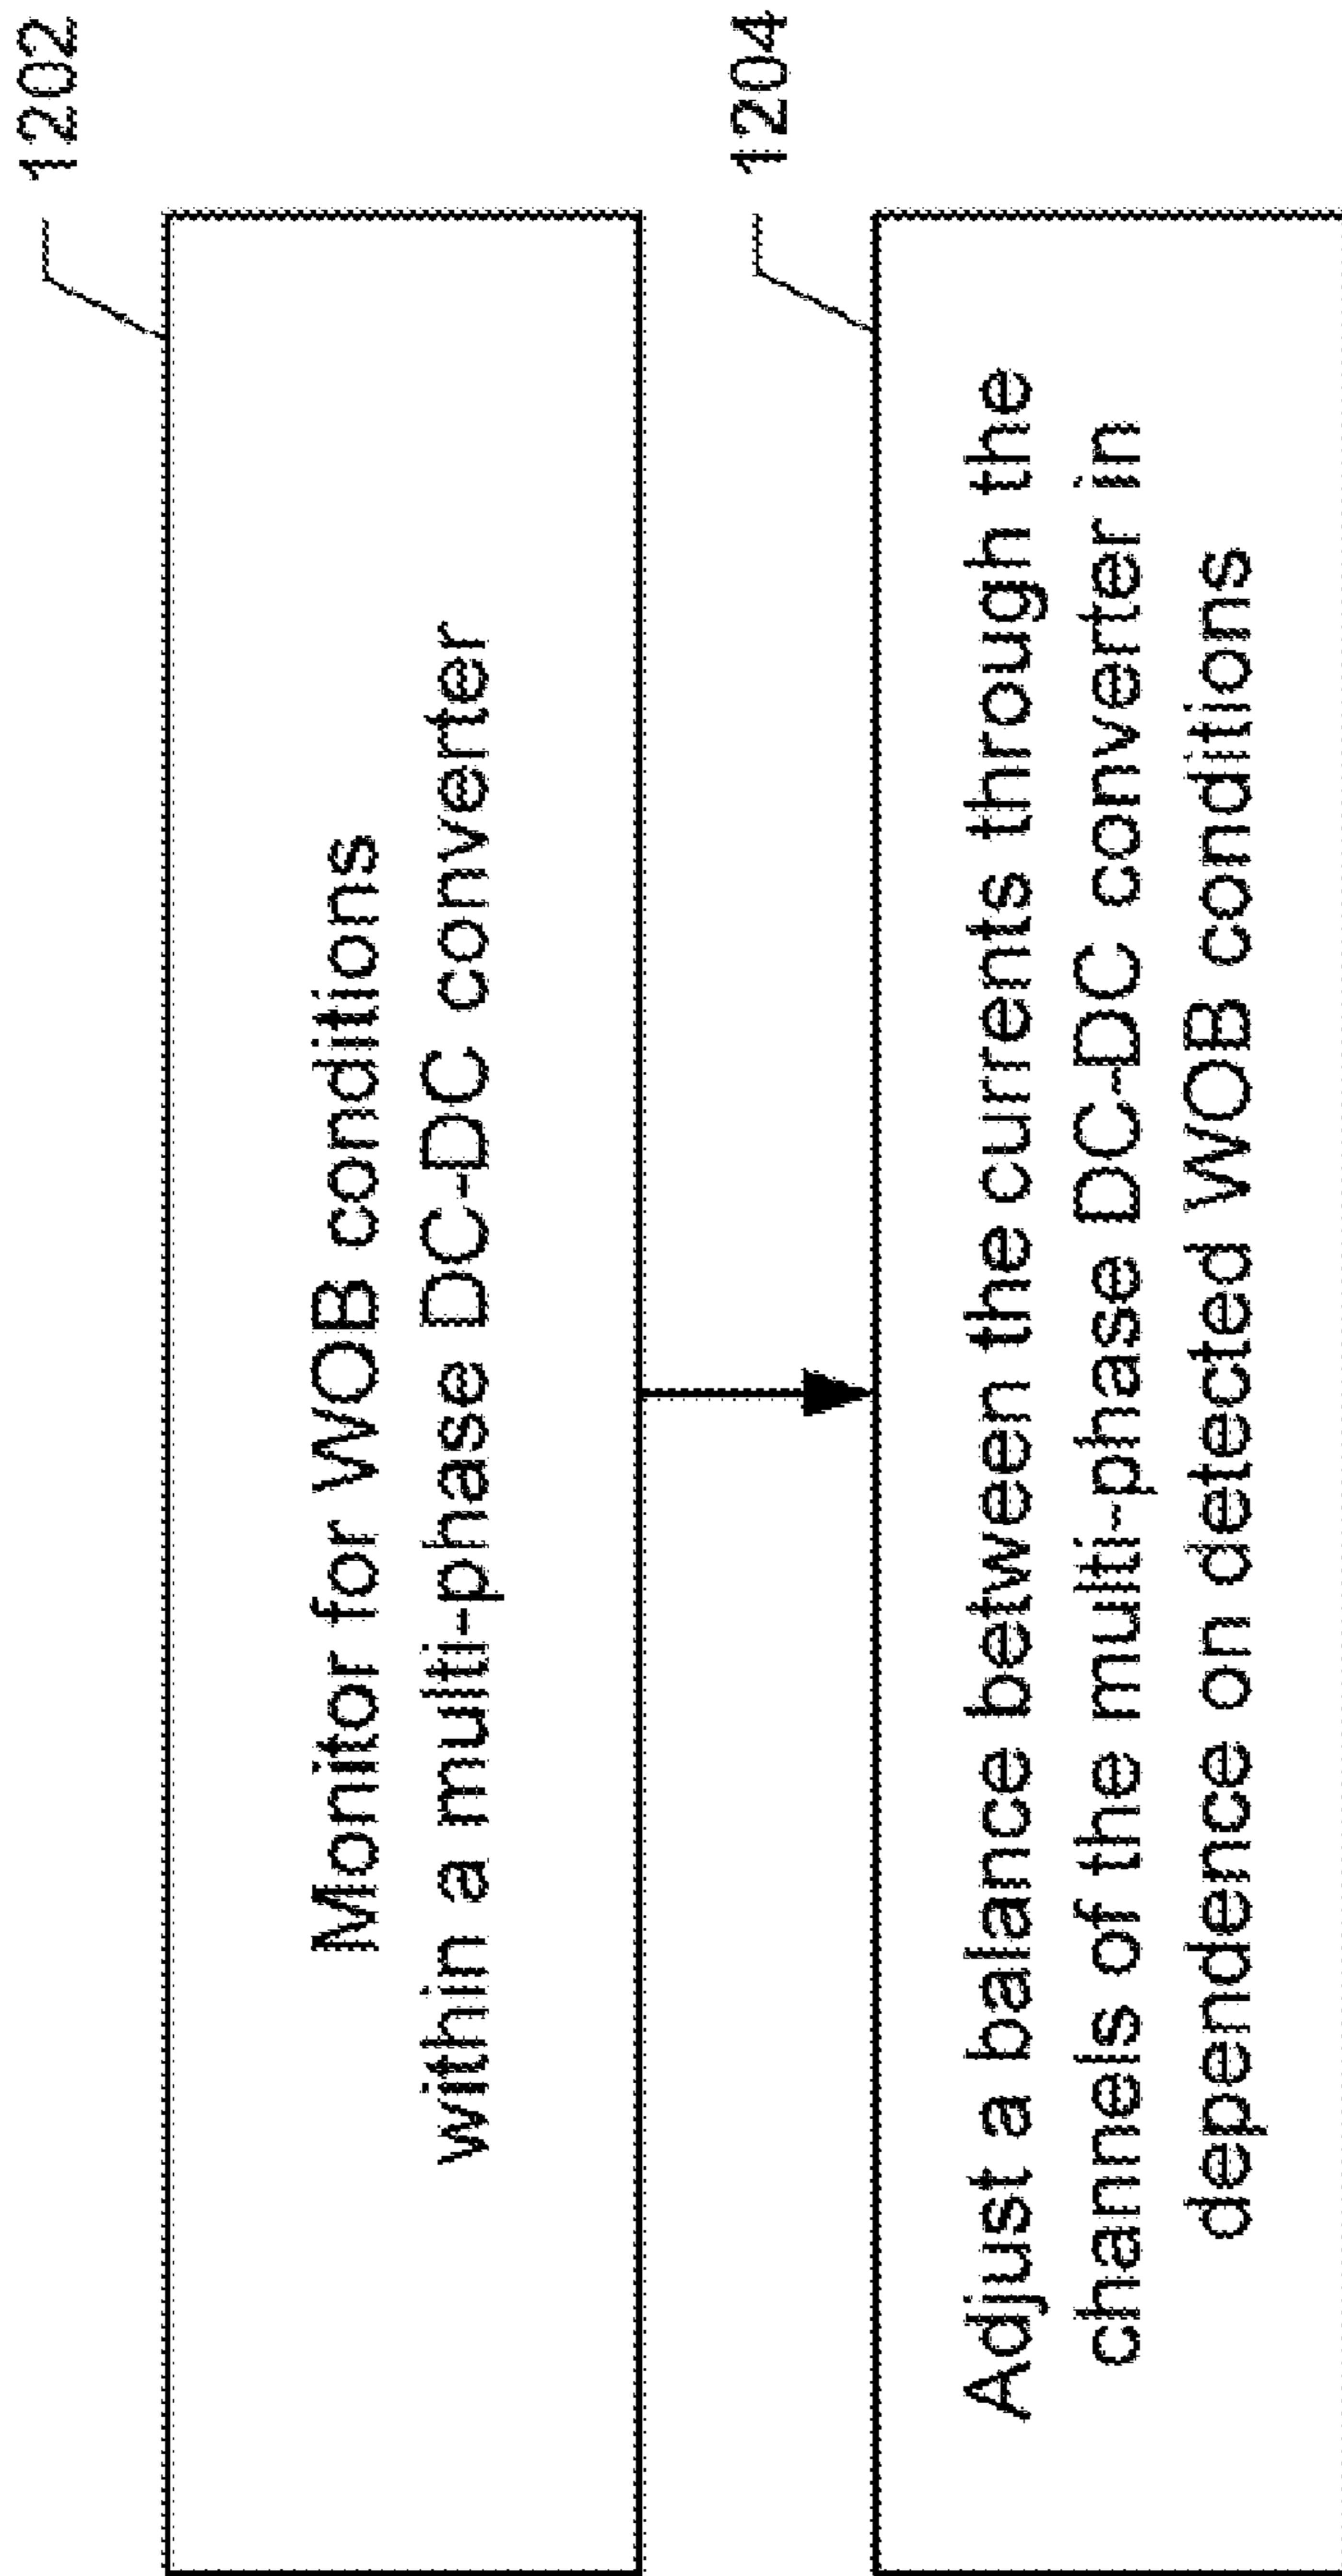 1202
Monitor for WOB conditions
within a multi-phase DC-DC converter
1204
Adjust a balance between the currents through the
channels of the multi-phase DC-DC converter in
dependence on detected WOB conditions